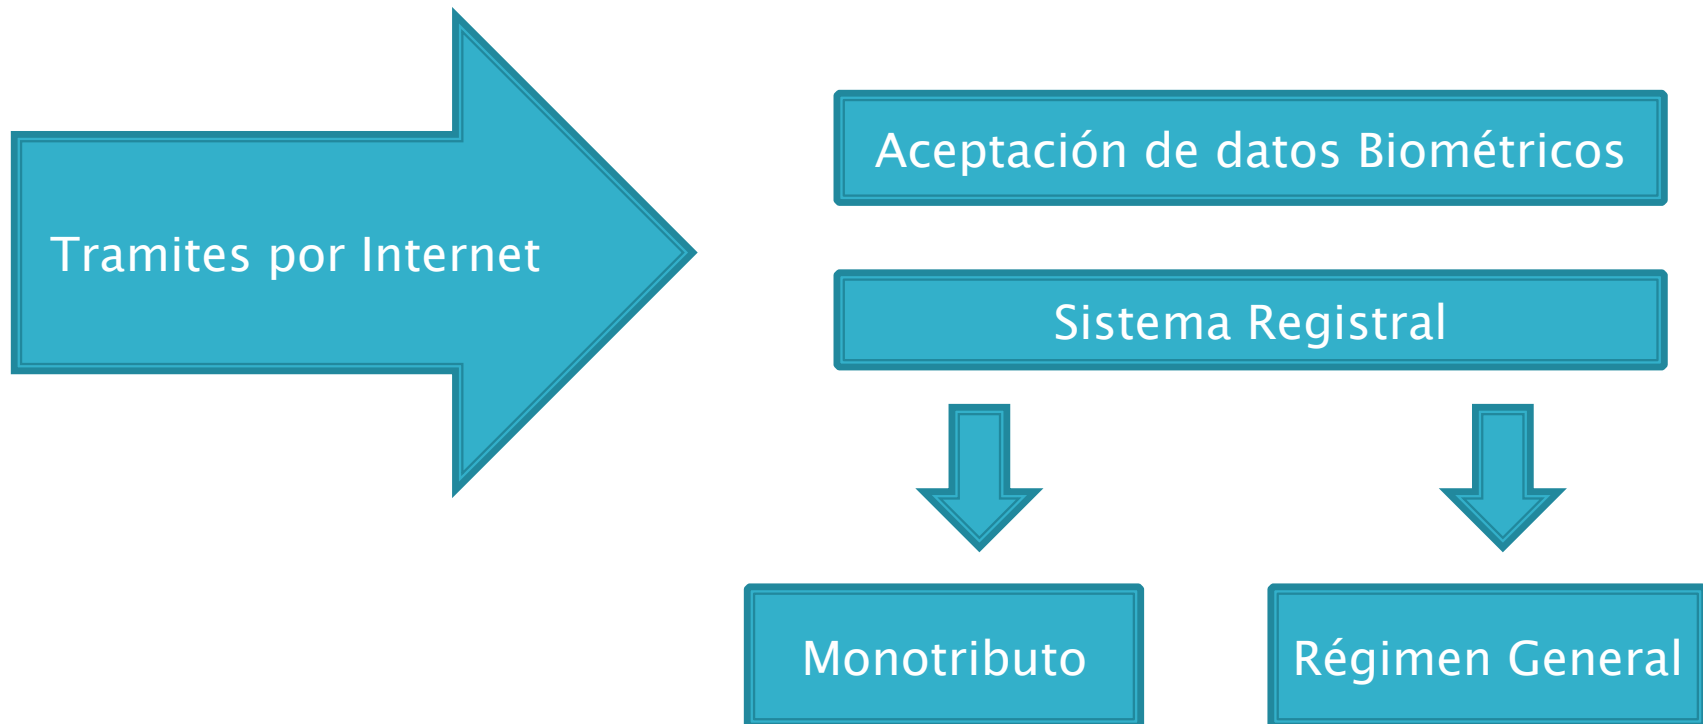 Tramites por Internet
Aceptación de datos Biométricos
Sistema Registral
Monotributo
Régimen General